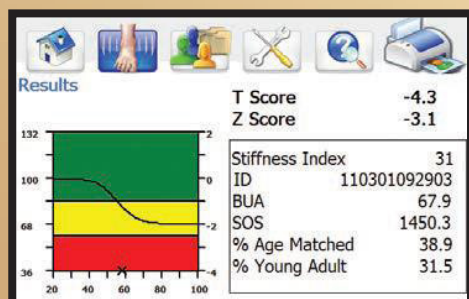 Results
T Score -4.3
Z Score -3.1
132 2
100 0
68 -2
36 -4
20 40 60 80 100
Stiffness Index 31
ID 110301092903
BUA 67.9
SOS 1450.3
% Age Matched 38.9
% Young Adult 31.5